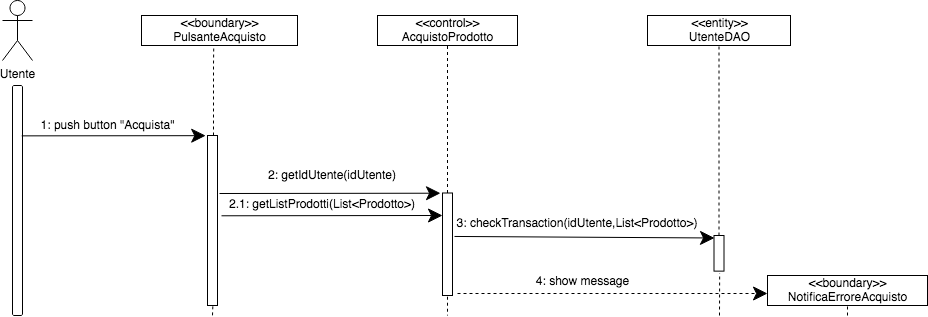 <<boundary>>
PulsanteAcquisto
<<control>>
AcquistoProdotto
<<entity>>
UtenteDAO
Utente
1: push button "Acquista"
2: getIdUtente(idUtente)
2.1: getListProdotti(List<Prodotto>)
3: checkTransaction(idUtente,List<Prodotto>)
4: show message
<<boundary>>
NotificaErroreAcquisto